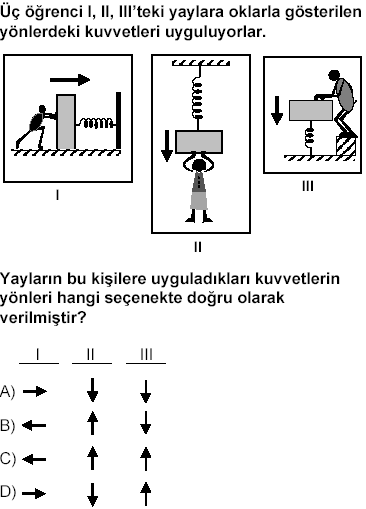 Üç öğrenci I, II, III'teki yaylara oklarla gösterilen
yönlerdeki kuvvetleri uyguluyorlar.
I
II
III
Yayların bu kişilere uyguladıkları kuvvetlerin
yönleri hangi seçenekte doğru olarak
verilmiştir?
I II III
A) → ↓ ↓
B) ← ↑ ↓
C) ← ↑ ↑
D) → ↓ ↑